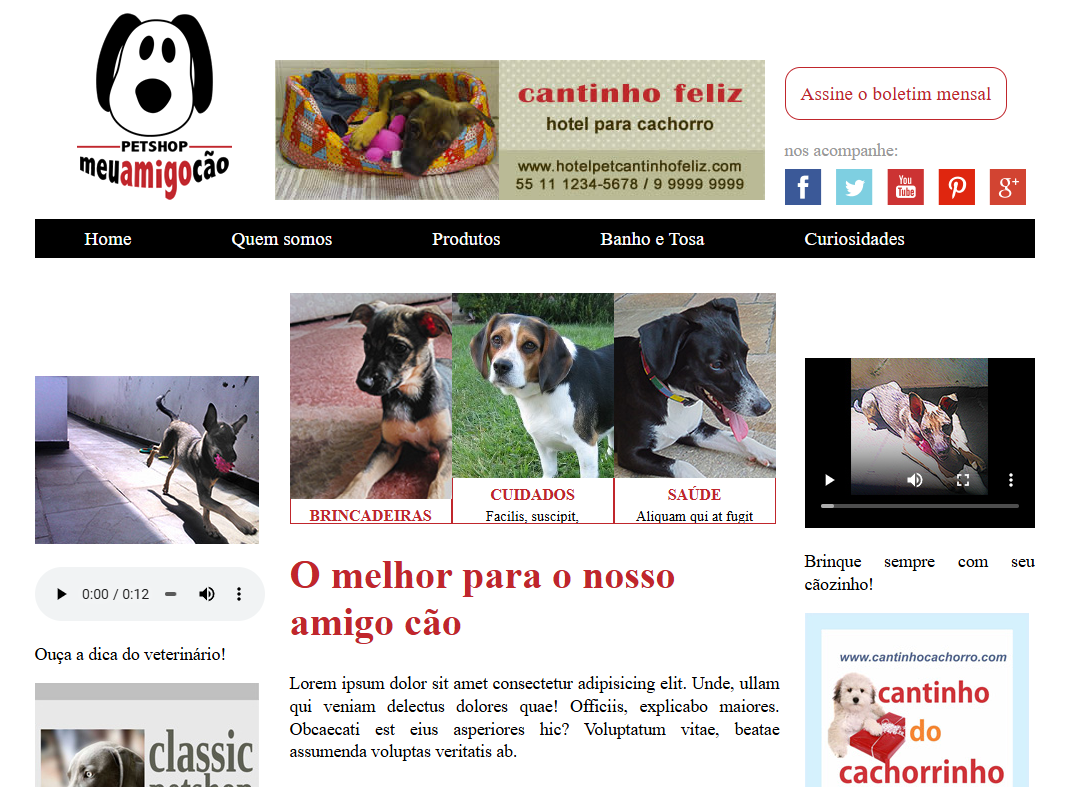 PETSHOP
meuamigocão
cantinho feliz
hotel para cachorro
www.hotelpetcantinhofeliz.com
55 11 1234-5678 / 9 9999 9999
Assine o boletim mensal
nos acompanhe:
You
Tube
g+
Home
Quem somos
Produtos
Banho e Tosa
Curiosidades
BRINCADEIRAS
CUIDADOS
Facilis, suscipit,
SAÚDE
Aliquam qui at fugit
0:00 / 0:12
Ouça a dica do veterinário!
classic
petshop
O melhor para o nosso
amigo cão
Lorem ipsum dolor sit amet consectetur adipisicing elit. Unde, ullam
qui veniam delectus dolores quae! Officiis, explicabo maiores.
Obcaecati est eius asperiores hic? Voluptatum vitae, beatae
assumenda voluptas veritatis ab.
Brinque sempre com seu
cãozinho!
www.cantinhocachorro.com
cantinho
do
cachorrinho